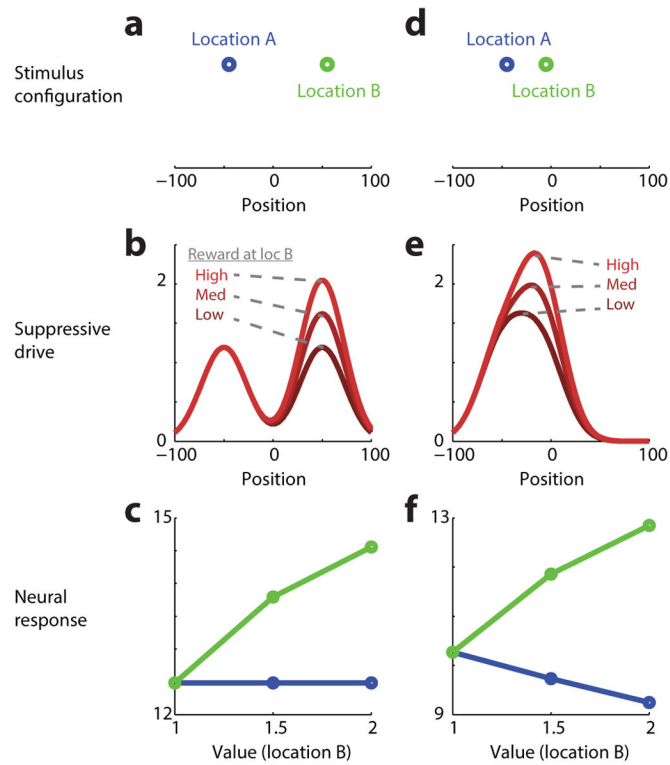 a
Location A
Location B
Stimulus
configuration
−100
0
100
Position
d
Location A
Location B
−100
0
100
Position
b
Reward at loc B
High
Med
Low
2
0
Suppressive
drive
−100
0
100
Position
e
High
Med
Low
2
0
−100
0
100
Position
c
15
12
Neural
response
1
1.5
2
Value (location B)
f
13
9
1
1.5
2
Value (location B)